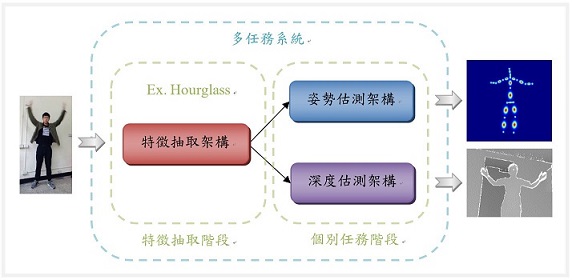 多任務系統
Ex. Hourglass
特徵抽取架構
姿勢估測架構
深度估測架構
特徵抽取階段
個別任務階段